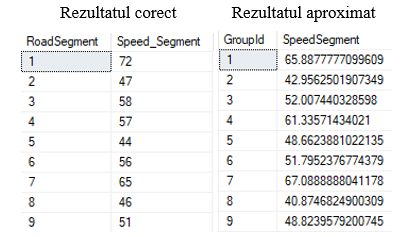 Rezultatul corect Rezultatul aproximat
RoadSegment Speed_Segment GroupId SpeedSegment
1 72 1 65.8877777099609
2 47 2 42.9562501907349
3 58 3 52.007440328598
4 57 4 61.33571434021
5 44 5 48.6623881022135
6 56 6 51.7952376774379
7 65 7 67.0888888041178
8 46 8 40.8746824900309
9 51 9 48.8239579200745